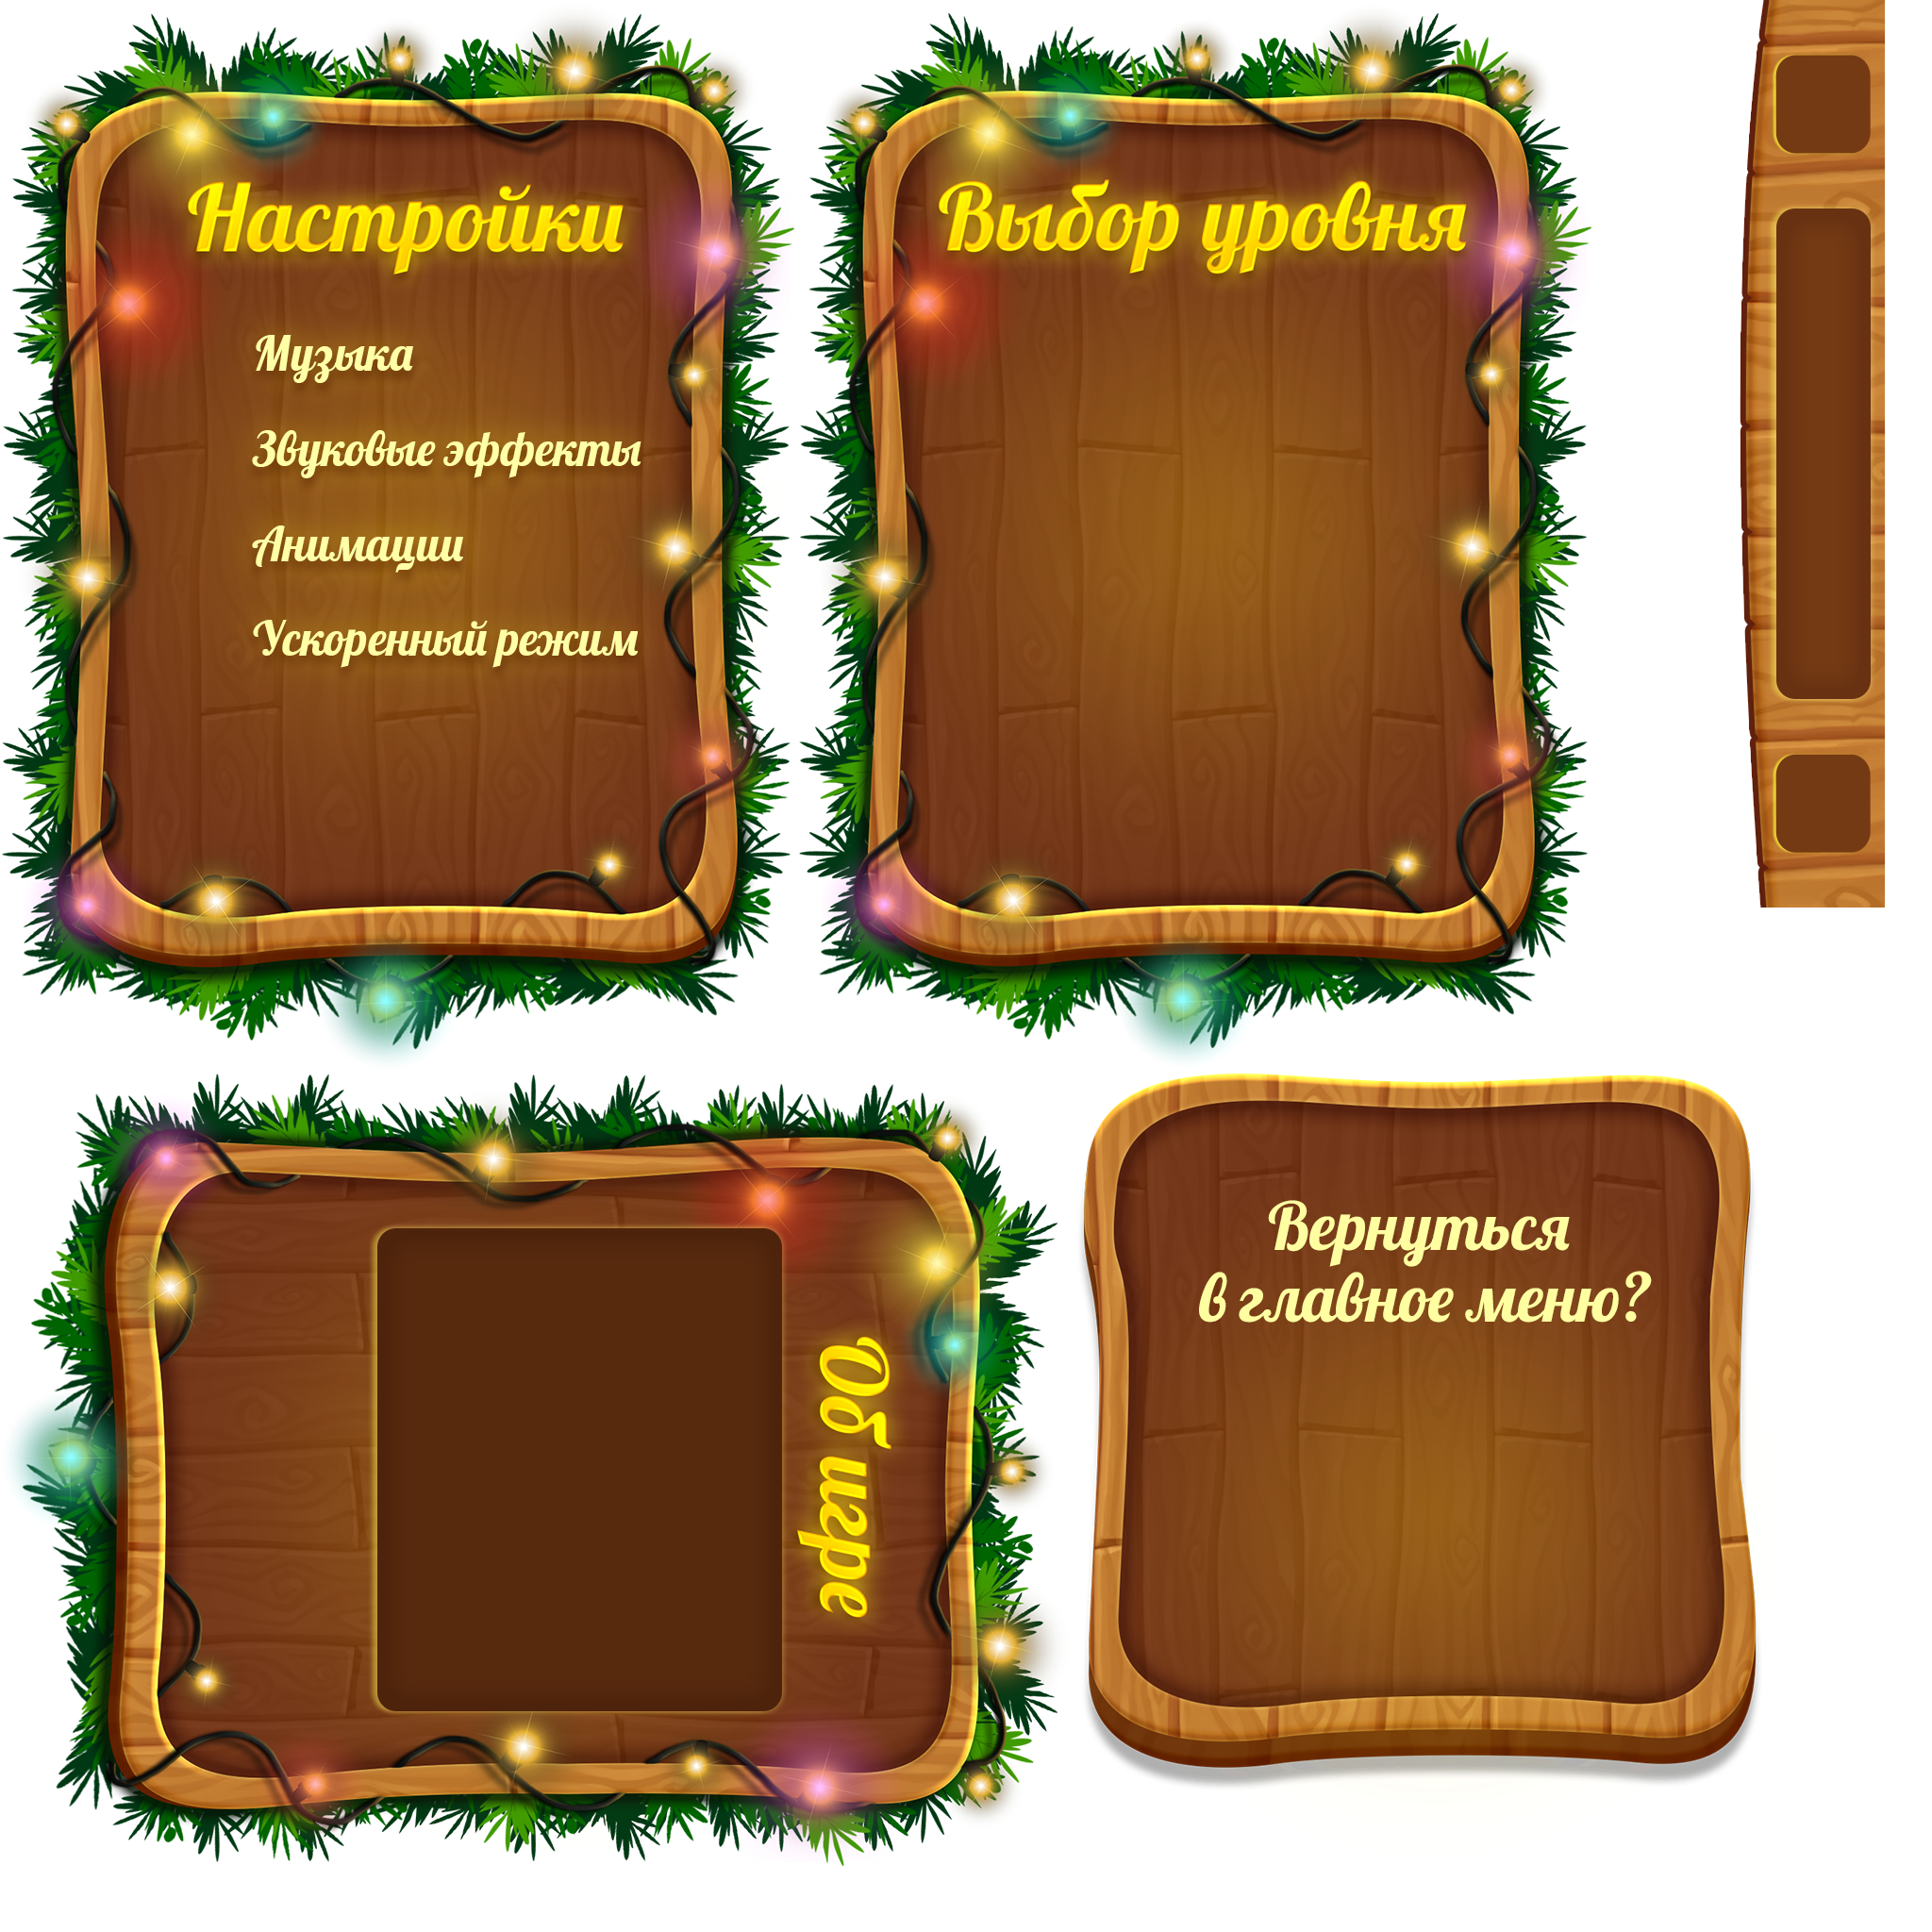 Настройки
Музыка
Звуковые эффекты
Анимации
Ускоренный режим
Выбор уровня
Об игре
Вернуться
в главное меню?